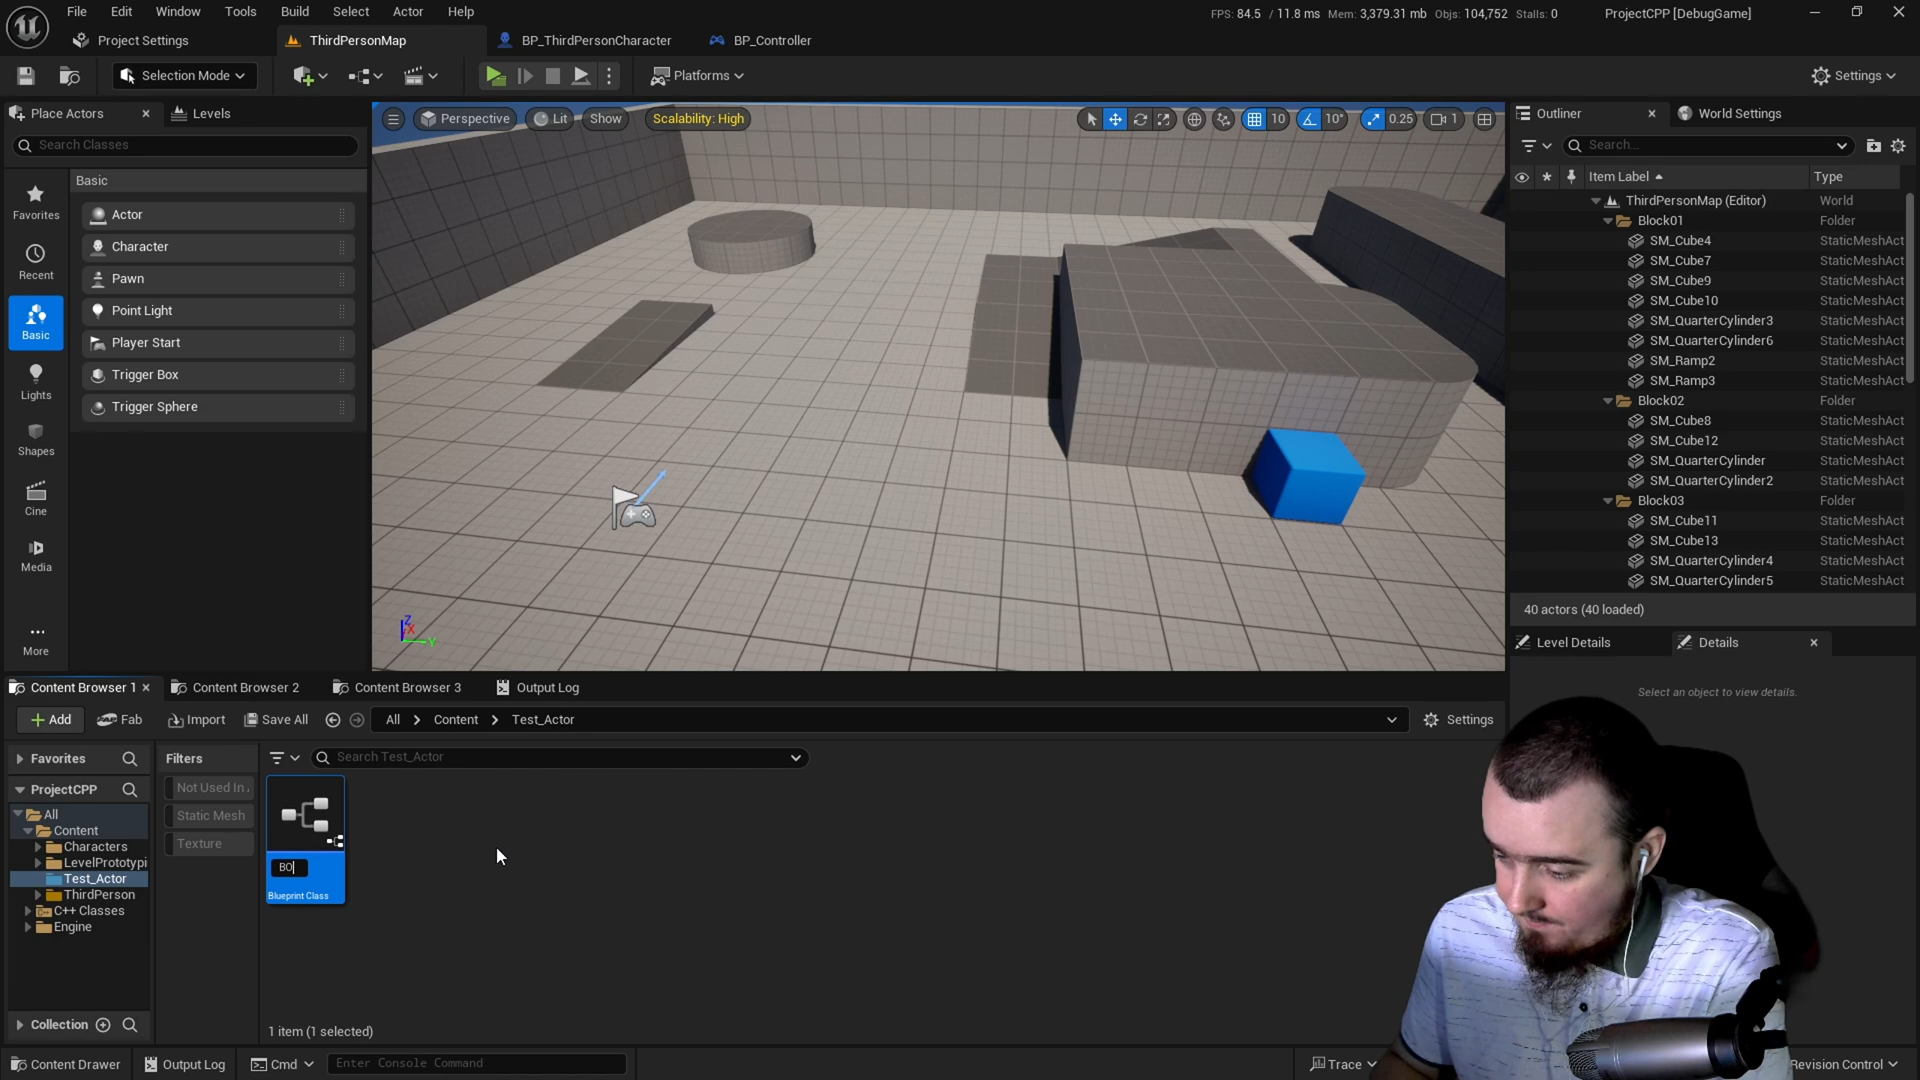 File Edit Window Tools Build Select Actor Help
FPS: 84.5 / 11.8 ms Mem: 3,379.31 mb Objs: 104,752 Stalls: 0
ProjectCPP [DebugGame]
Project Settings
ThirdPersonMap
BP_ThirdPersonCharacter
BP_Controller
Selection Mode
Platforms
Settings
Place Actors
Levels
Search Classes
Favorites
Recent
Basic
Lights
Shapes
Cine
Media
More
Basic
Actor
Character
Pawn
Point Light
Player Start
Trigger Box
Trigger Sphere
Perspective
Lit
Show
Scalability: High
10
10°
0.25
1
Z
X
Y
Outliner
World Settings
Search...
Item Label Type
ThirdPersonMap (Editor) World
Block01 Folder
SM_Cube4 StaticMeshAct
SM_Cube7 StaticMeshAct
SM_Cube9 StaticMeshAct
SM_Cube10 StaticMeshAct
SM_QuarterCylinder3 StaticMeshAct
SM_QuarterCylinder6 StaticMeshAct
SM_Ramp2 StaticMeshAct
SM_Ramp3 StaticMeshAct
Block02 Folder
SM_Cube8 StaticMeshAct
SM_Cube12 StaticMeshAct
SM_QuarterCylinder StaticMeshAct
SM_QuarterCylinder2 StaticMeshAct
Block03 Folder
SM_Cube11 StaticMeshAct
SM_Cube13 StaticMeshAct
SM_QuarterCylinder4 StaticMeshAct
SM_QuarterCylinder5 StaticMeshAct
40 actors (40 loaded)
Level Details
Details
Select an object to view details.
Content Browser 1
Content Browser 2
Content Browser 3
Output Log
Add
Fab
Import
Save All
All > Content > Test_Actor
Settings
Favorites
ProjectCPP
All
Content
Characters
LevelPrototypi
Test_Actor
ThirdPerson
C++ Classes
Engine
Collection
Filters
Not Used In
Static Mesh
Texture
Search Test_Actor
BO
Blueprint Class
1 item (1 selected)
Content Drawer
Output Log
Cmd
Enter Console Command
Trace
Revision Control